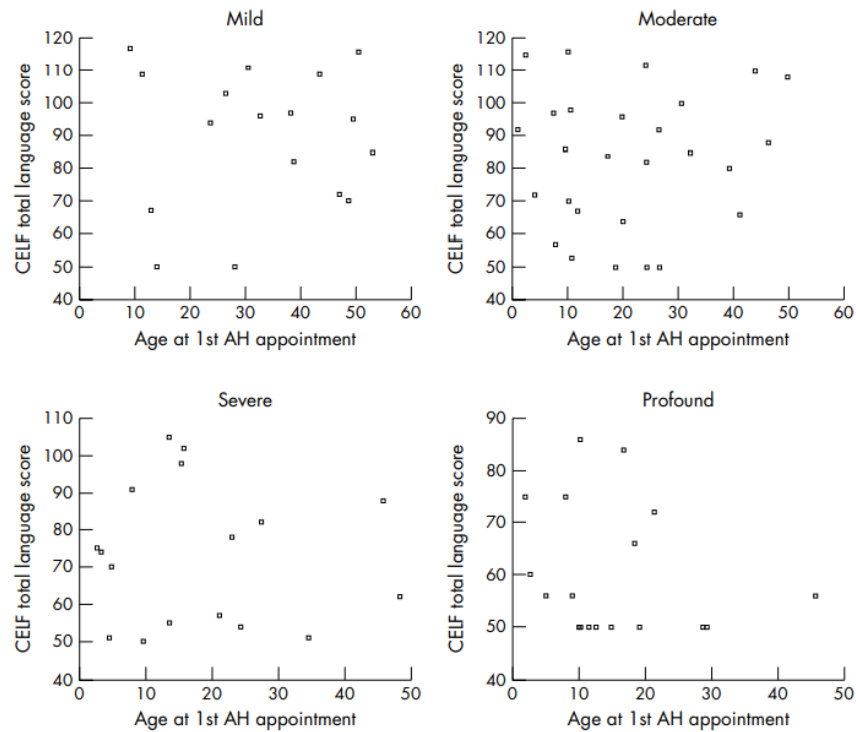 Mild
120
110
100
90
80
70
60
50
40
CELF total language score
0 10 20 30 40 50 60
Age at 1st AH appointment
Moderate
120
110
100
90
80
70
60
50
40
CELF total language score
0 10 20 30 40 50 60
Age at 1st AH appointment
Severe
110
100
90
80
70
60
50
40
CELF total language score
0 10 20 30 40 50
Age at 1st AH appointment
Profound
90
80
70
60
50
40
CELF total language score
0 10 20 30 40 50
Age at 1st AH appointment